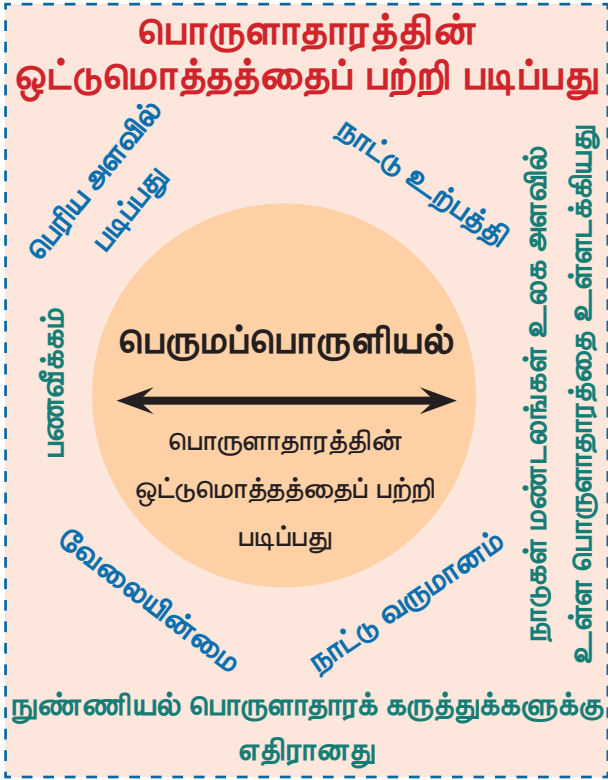 பொருளாதாரத்தின்
ஒட்டுமொத்தத்தைப் பற்றி படிப்பது
பெரிய அளவில்
படிப்பது
நாட்டு உற்பத்தி
நாடுகள் மண்டலங்கள் உலக அளவில்
உள்ள பொருளாதாரத்தை உள்ளடக்கியது
பணவீக்கம்
பெருமப்பொருளியல்
பொருளாதாரத்தின்
ஒட்டுமொத்தத்தைப் பற்றி
படிப்பது
வேலையின்மை
நாட்டு வருமானம்
நுண்ணியல் பொருளாதாரக் கருத்துக்களுக்கு
எதிரானது